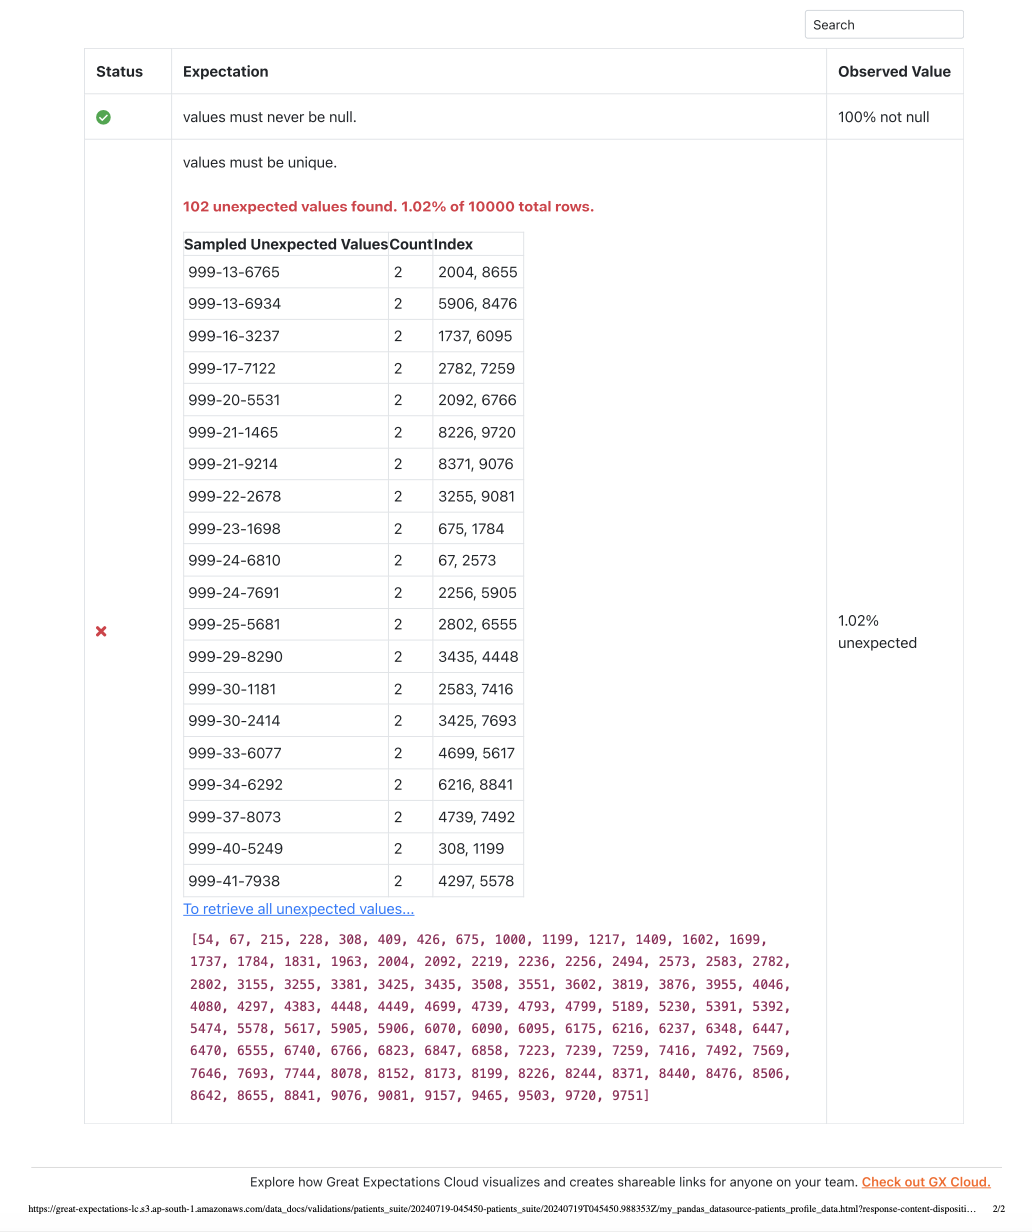 Search
Status Expectation Observed Value
values must never be null. 100% not null
values must be unique.
102 unexpected values found. 1.02% of 10000 total rows.
Sampled Unexpected Values Count Index
999-13-6765 2 2004, 8655
999-13-6934 2 5906, 8476
999-16-3237 2 1737, 6095
999-17-7122 2 2782, 7259
999-20-5531 2 2092, 6766
999-21-1465 2 8226, 9720
999-21-9214 2 8371, 9076
999-22-2678 2 3255, 9081
999-23-1698 2 675, 1784
999-24-6810 2 67, 2573
999-24-7691 2 2256, 5905
999-25-5681 2 2802, 6555
999-29-8290 2 3435, 4448
999-30-1181 2 2583, 7416
999-30-2414 2 3425, 7693
999-33-6077 2 4699, 5617
999-34-6292 2 6216, 8841
999-37-8073 2 4739, 7492
999-40-5249 2 308, 1199
999-41-7938 2 4297, 5578
1.02%
unexpected
To retrieve all unexpected values...
[54, 67, 215, 228, 308, 409, 426, 675, 1000, 1199, 1217, 1409, 1602, 1699,
1737, 1784, 1831, 1963, 2004, 2092, 2219, 2236, 2256, 2494, 2573, 2583, 2782,
2802, 3155, 3255, 3381, 3425, 3435, 3508, 3551, 3602, 3819, 3876, 3955, 4046,
4080, 4297, 4383, 4448, 4449, 4699, 4739, 4793, 4799, 5189, 5230, 5391, 5392,
5474, 5578, 5617, 5905, 5906, 6070, 6090, 6095, 6175, 6216, 6237, 6348, 6447,
6470, 6555, 6740, 6766, 6823, 6847, 6858, 7223, 7239, 7259, 7416, 7492, 7569,
7646, 7693, 7744, 8078, 8152, 8173, 8199, 8226, 8244, 8371, 8440, 8476, 8506,
8642, 8655, 8841, 9076, 9081, 9157, 9465, 9503, 9720, 9751]
Explore how Great Expectations Cloud visualizes and creates shareable links for anyone on your team. Check out GX Cloud.
https://great-expectations-lc.s3.ap-south-1.amazonaws.com/data_docs/validations/patients_suite/20240719-045450-patients_suite/20240719T045450.988353Z/my_pandas_datasource-patients_profile_data.html?response-content-dispositi... 2/2